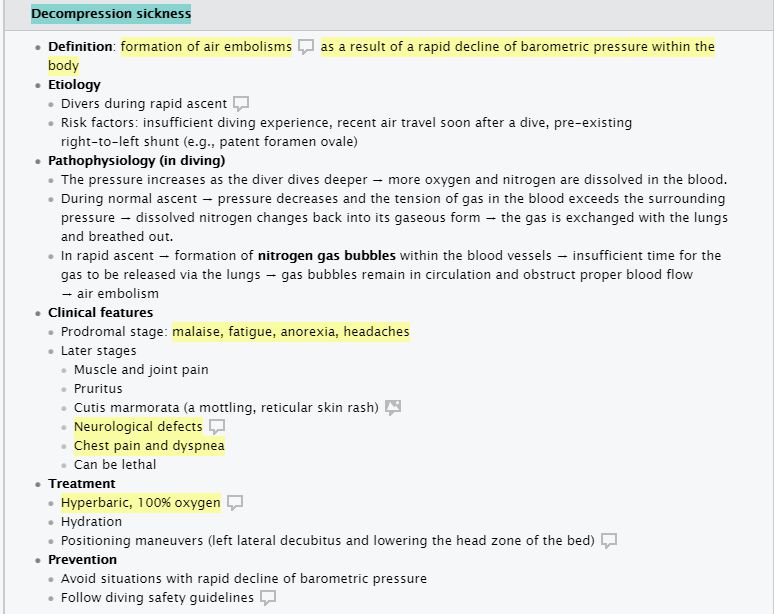 Decompression sickness
Definition: formation of air embolisms as a result of a rapid decline of barometric pressure within the
body
Etiology
Divers during rapid ascent
Risk factors: insufficient diving experience, recent air travel soon after a dive, pre-existing
right-to-left shunt (e.g., patent foramen ovale)
Pathophysiology (in diving)
The pressure increases as the diver dives deeper → more oxygen and nitrogen are dissolved in the blood.
During normal ascent → pressure decreases and the tension of gas in the blood exceeds the surrounding
pressure → dissolved nitrogen changes back into its gaseous form → the gas is exchanged with the lungs
and breathed out.
In rapid ascent → formation of nitrogen gas bubbles within the blood vessels → insufficient time for the
gas to be released via the lungs → gas bubbles remain in circulation and obstruct proper blood flow
→ air embolism
Clinical features
Prodromal stage: malaise, fatigue, anorexia, headaches
Later stages
Muscle and joint pain
Pruritus
Cutis marmorata (a mottling, reticular skin rash)
Neurological defects
Chest pain and dyspnea
Can be lethal
Treatment
Hyperbaric, 100% oxygen
Hydration
Positioning maneuvers (left lateral decubitus and lowering the head zone of the bed)
Prevention
Avoid situations with rapid decline of barometric pressure
Follow diving safety guidelines